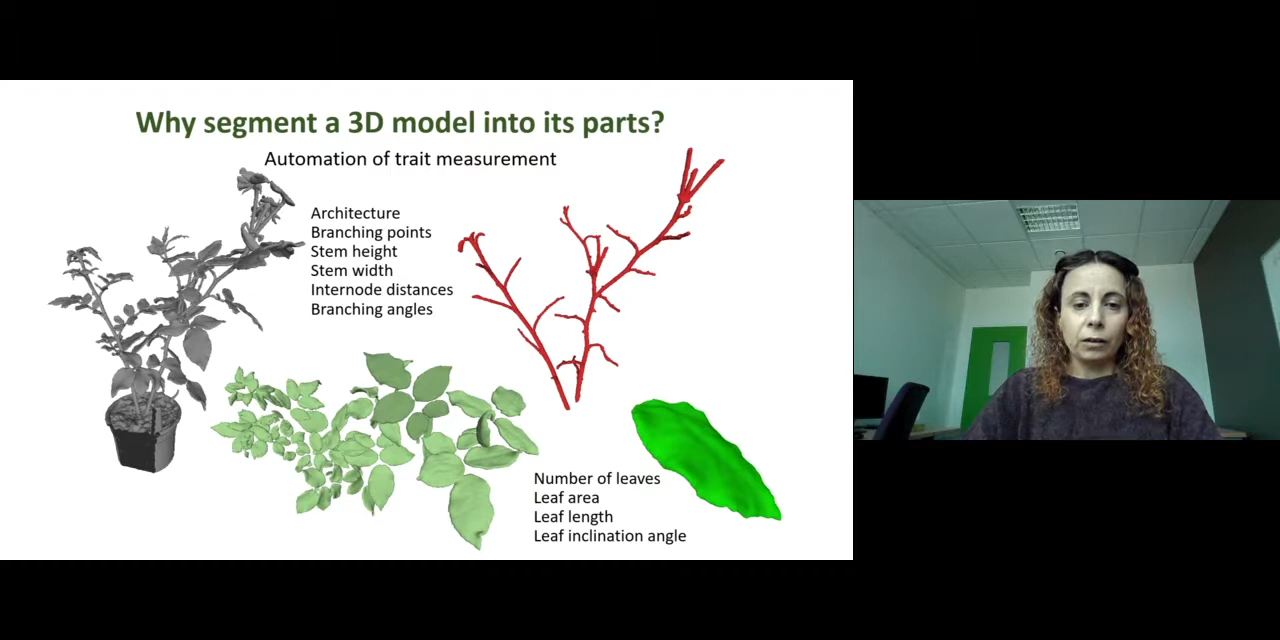 Why segment a 3D model into its parts?
Automation of trait measurement
Architecture
Branching points
Stem height
Stem width
Internode distances
Branching angles
Number of leaves
Leaf area
Leaf length
Leaf inclination angle